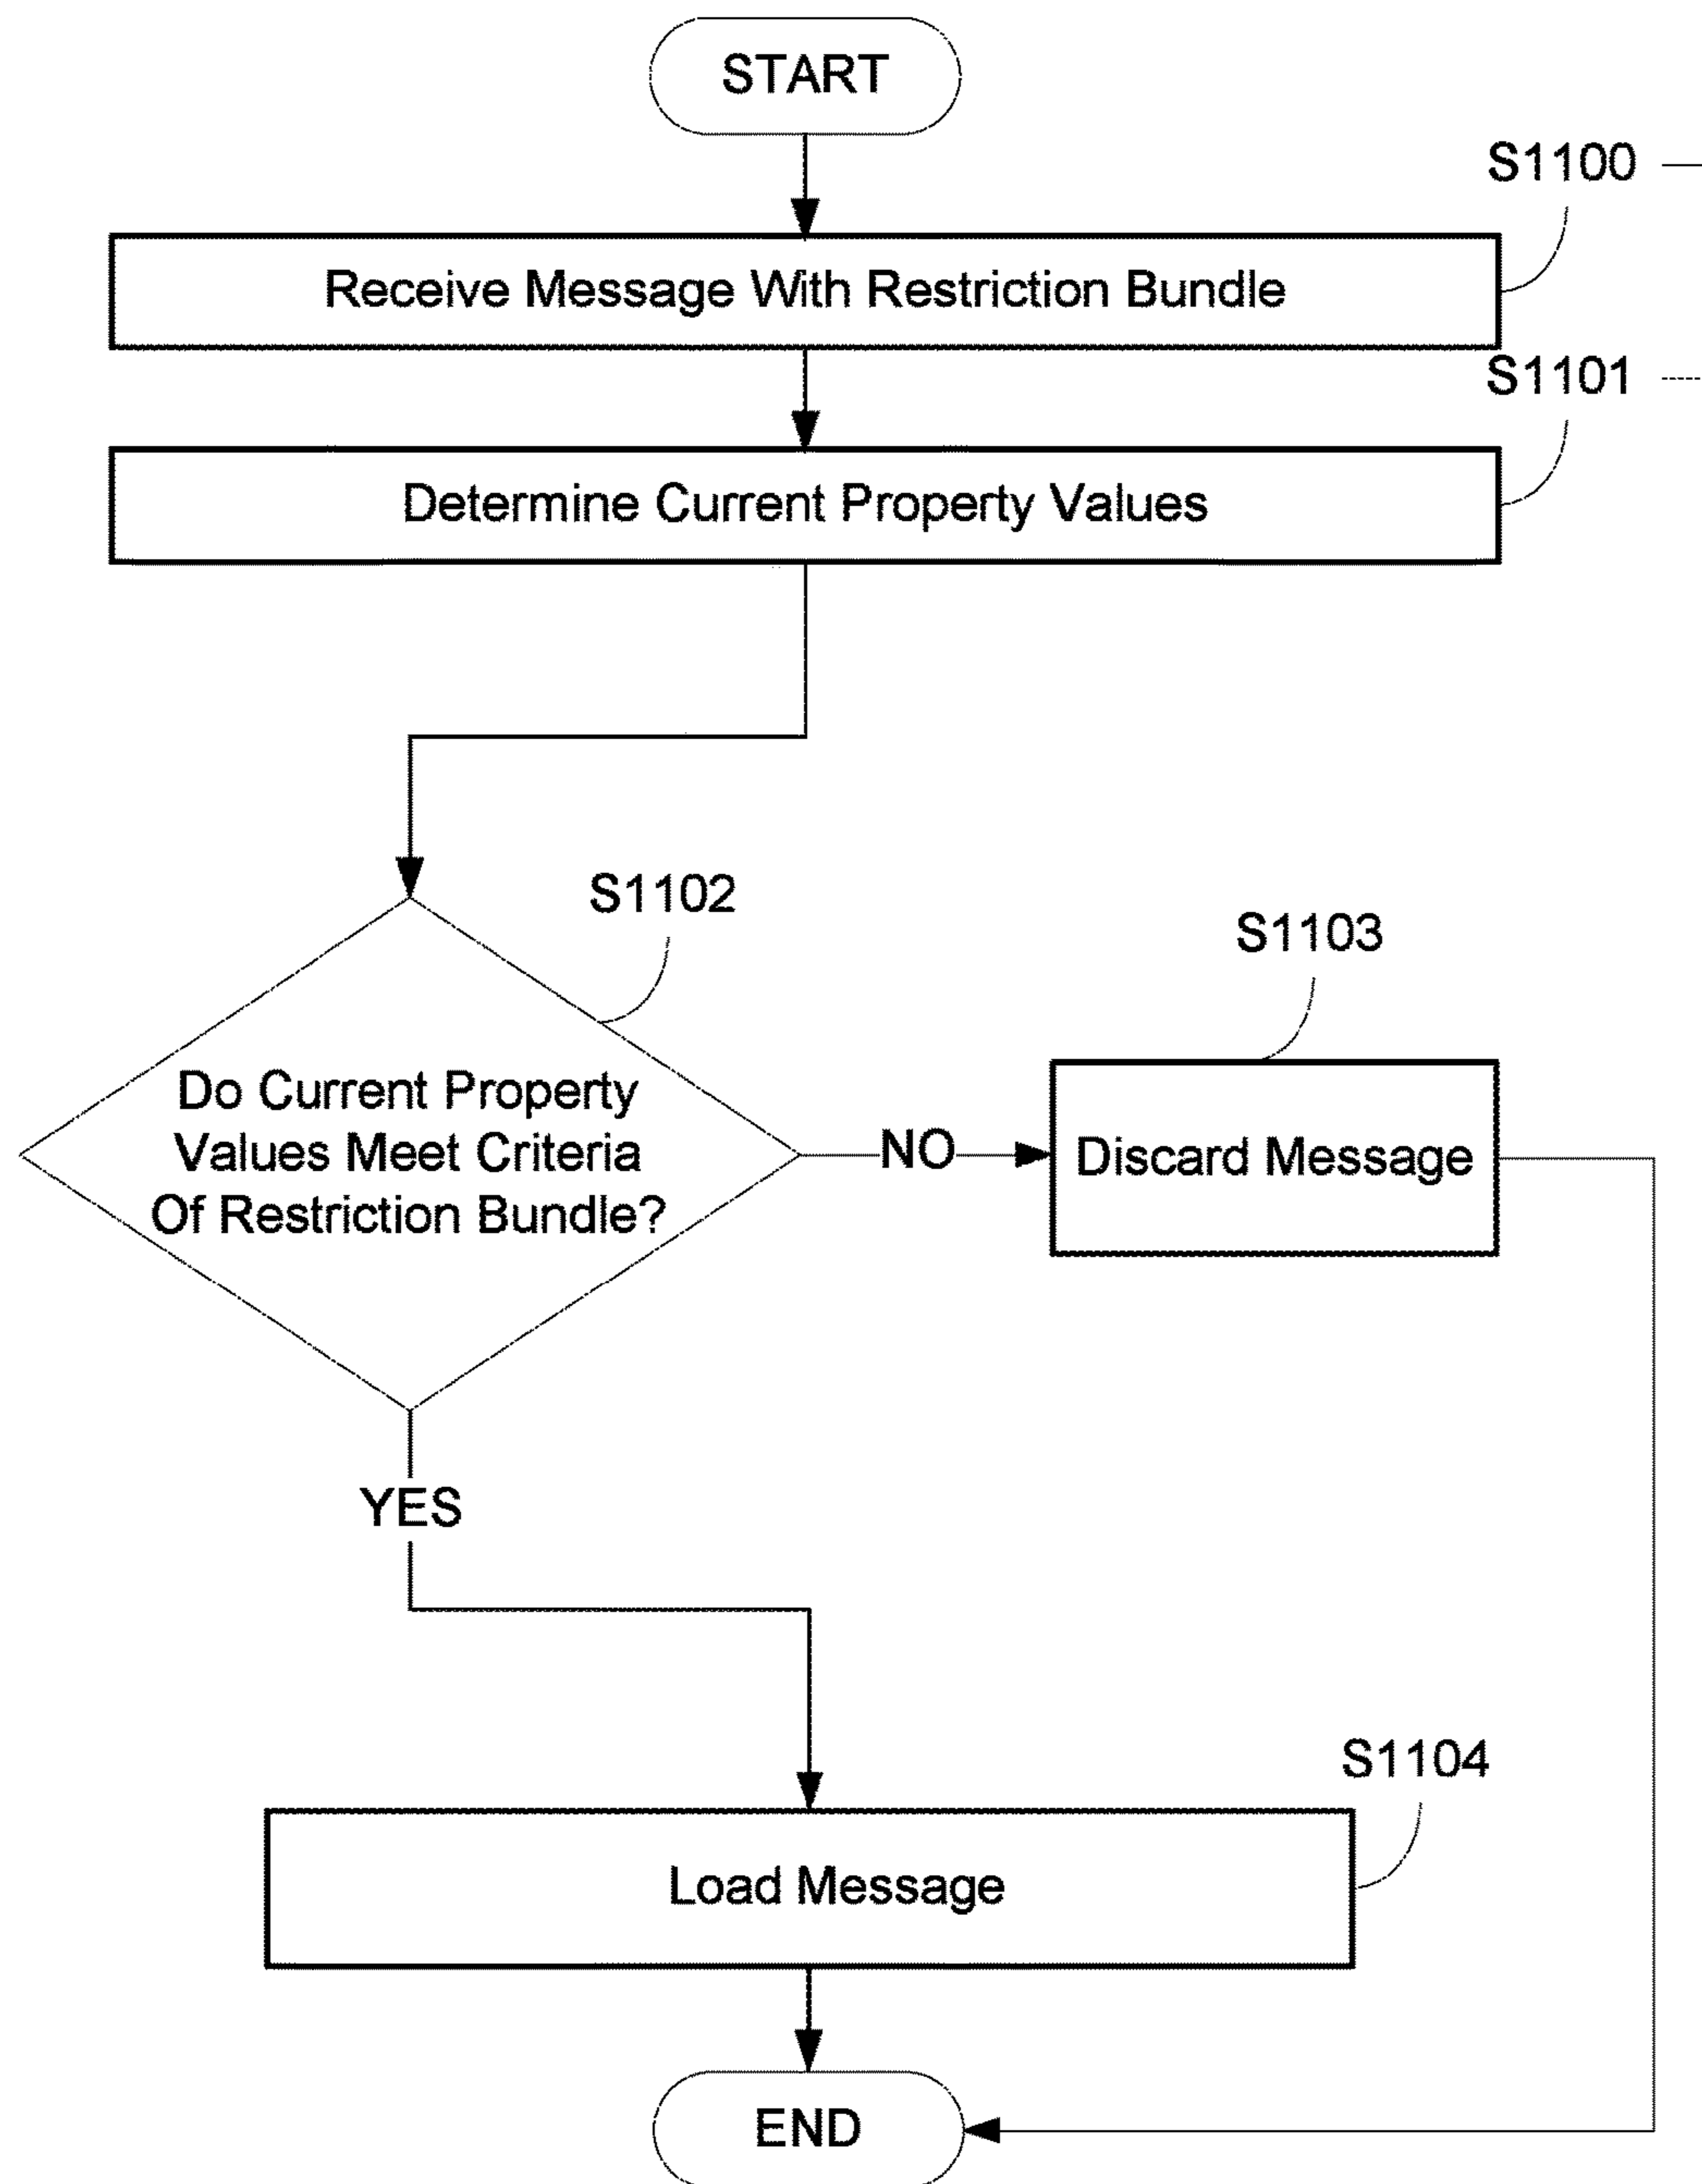 START
S1100
Receive Message With Restriction Bundle
S1101
Determine Current Property Values
S1102
S1103
Do Current Property
Values Meet Criteria
Of Restriction Bundle?
NO
Discard Message
YES
S1104
Load Message
END